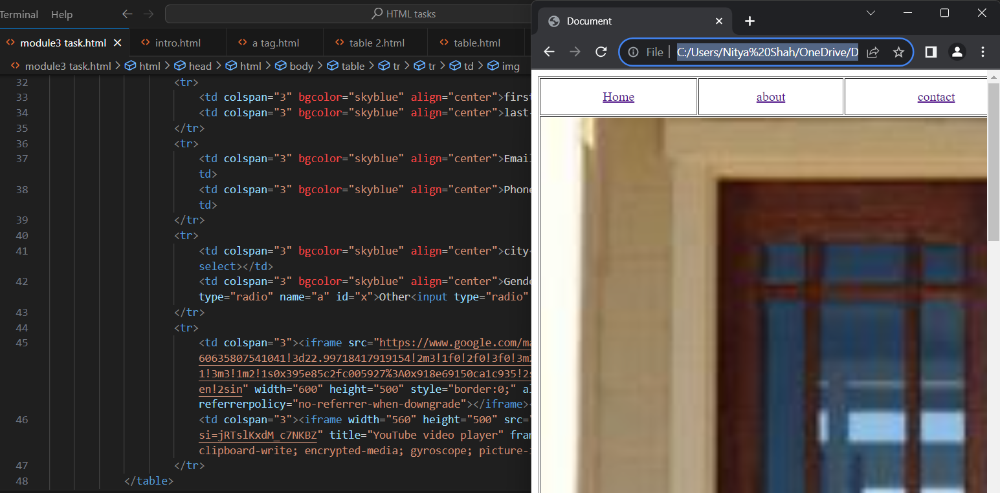 Terminal Help HTML tasks
module3 task.html intro.html a tag.html table 2.html table.html
module3 task.html > html > head > html > body > table > tr > tr > td > img
32 <tr>
33 <td colspan="3" bgcolor="skyblue" align="center">first
34 <td colspan="3" bgcolor="skyblue" align="center">last-
35 </tr>
36 <tr>
37 <td colspan="3" bgcolor="skyblue" align="center">Email
td>
38 <td colspan="3" bgcolor="skyblue" align="center">Phone
td>
39 </tr>
40 <tr>
41 <td colspan="3" bgcolor="skyblue" align="center">city
select></td>
42 <td colspan="3" bgcolor="skyblue" align="center">Gende
type="radio" name="a" id="x">Other<input type="radio"
43 </tr>
44 <tr>
45 <td colspan="3"><iframe src="https://www.google.com/ma
60635807541041!3d22.99718417919154!2m3!1f0!2f0!3f0!3m2
1!3m3!1m2!1s0x395e85c2fc005927%3A0x918e69150ca1c935!2s
en!2sin" width="600" height="500" style="border:0;" al
referrerpolicy="no-referrer-when-downgrade"></iframe><
46 <td colspan="3"><iframe width="560" height="500" src="
si=jRTslKxdM_c7NKBZ" title="YouTube video player" fram
clipboard-write; encrypted-media; gyroscope; picture-i
47 </tr>
48 </table>
Document
File | C:/Users/Nitya%20Shah/OneDrive/D
Home about contact